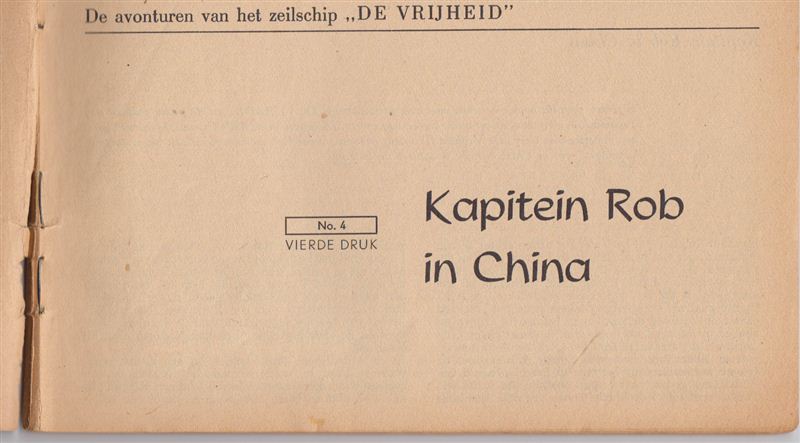 De avonturen van het zeilschip „DE VRIJHEID”
No. 4
VIERDE DRUK
Kapitein Rob
in China